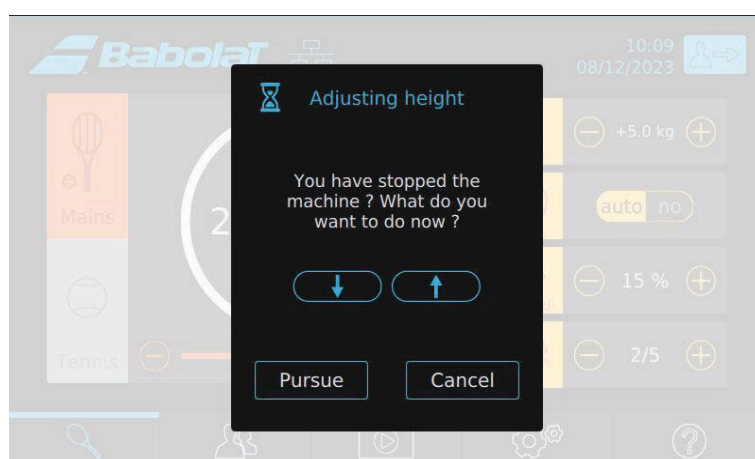 Babolat
10:09
08/12/2023
Adjusting height
+5.0 kg
You have stopped the
machine ? What do you
want to do now ?
Mains
2
auto no
15 %
Tennis
2/5
Pursue
Cancel